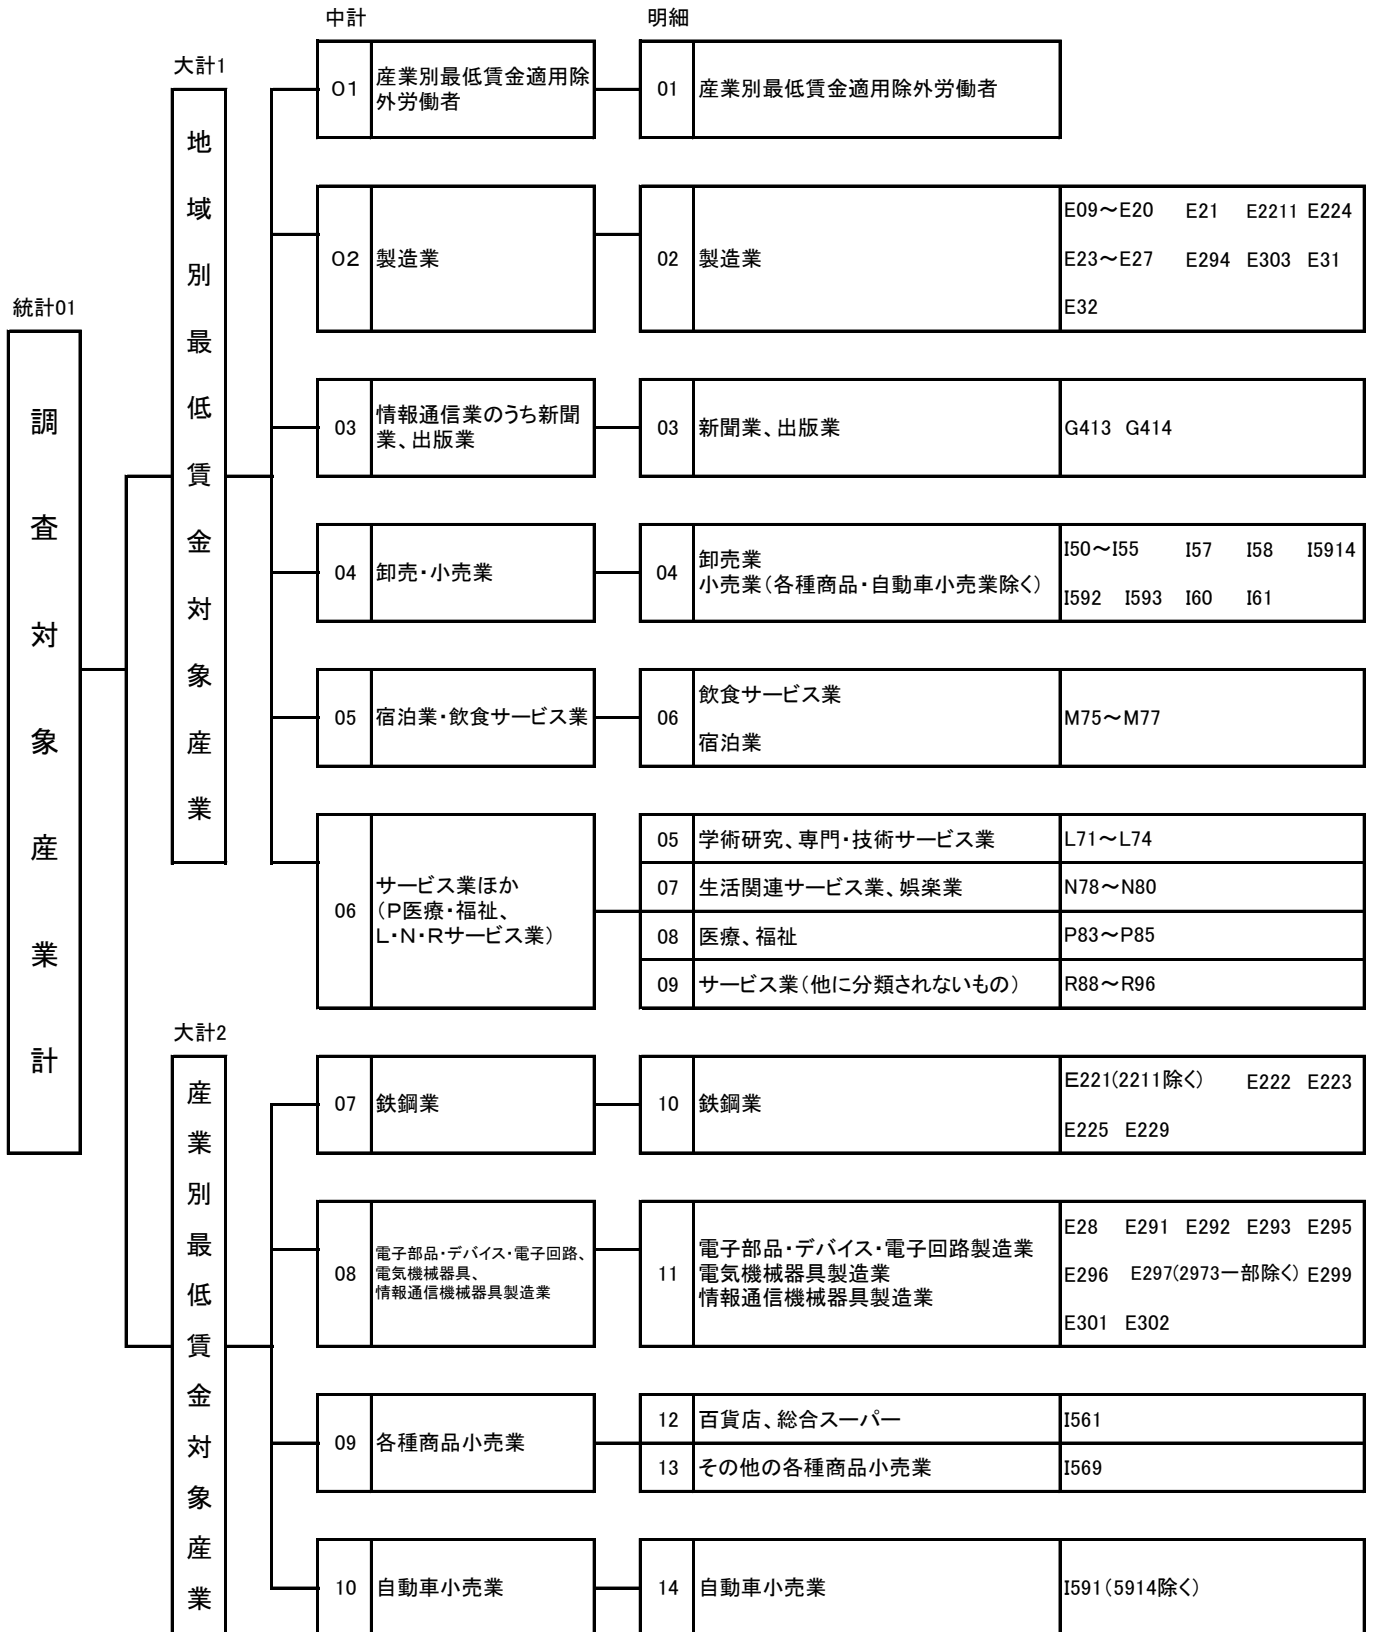 中計
明細
大計1
地域別最低賃金対象産業
統計01
調査対象産業計
01
産業別最低賃金適用除
外労働者
01
産業別最低賃金適用除外労働者
02
製造業
02
製造業
E09～E20 E21 E2211 E224
E23～E27 E294 E303 E31
E32
03
情報通信業のうち新聞
業、出版業
03
新聞業、出版業
G413 G414
04
卸売・小売業
04
卸売業
小売業（各種商品・自動車小売業除く）
I50～I55 I57 I58 I5914
I592 I593 I60 I61
05
宿泊業・飲食サービス業
06
飲食サービス業
宿泊業
M75～M77
06
サービス業ほか
（P医療・福祉、
L・N・Rサービス業）
05
学術研究、専門・技術サービス業
L71～L74
07
生活関連サービス業、娯楽業
N78～N80
08
医療、福祉
P83～P85
09
サービス業（他に分類されないもの）
R88～R96
大計2
産業別最低賃金対象産業
07
鉄鋼業
10
鉄鋼業
E221(2211除く) E222 E223
E225 E229
08
電子部品・デバイス・電子回路、
電気機械器具、
情報通信機械器具製造業
11
電子部品・デバイス・電子回路製造業
電気機械器具製造業
情報通信機械器具製造業
E28 E291 E292 E293 E295
E296 E297(2973一部除く) E299
E301 E302
09
各種商品小売業
12
百貨店、総合スーパー
I561
13
その他の各種商品小売業
I569
10
自動車小売業
14
自動車小売業
I591（5914除く）